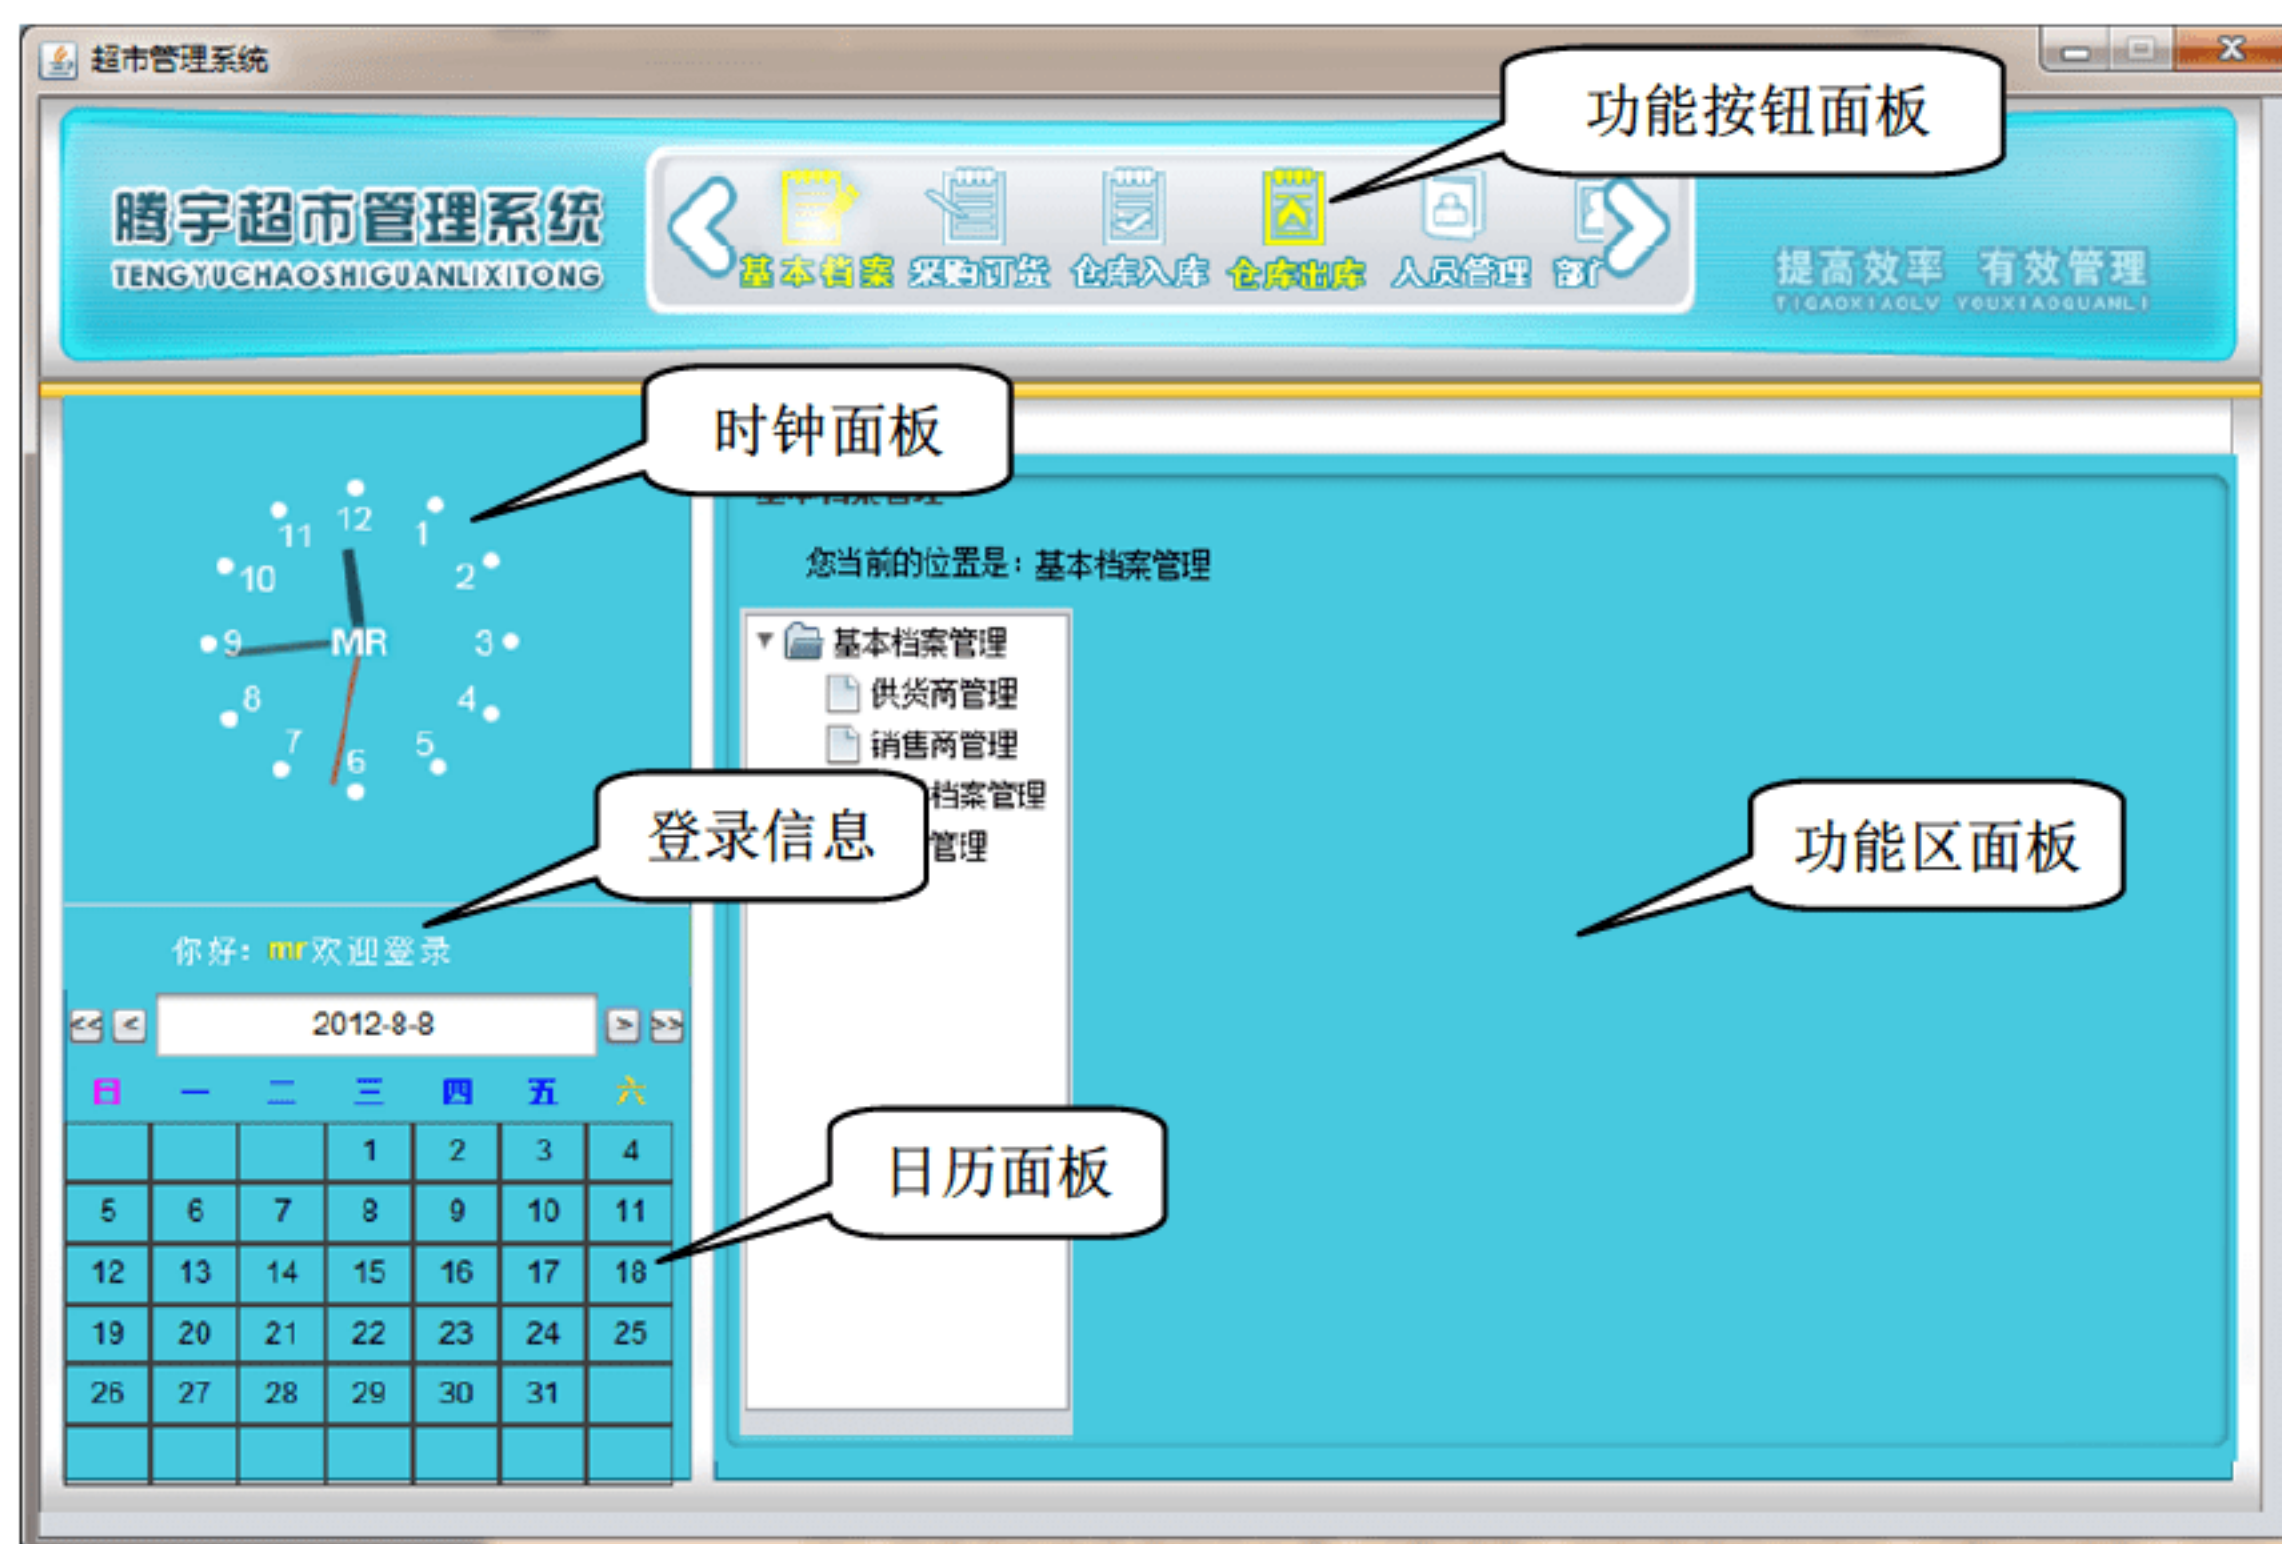 超市管理系统
功能按钮面板
腾宇超市管理系统
TENGYUCHAOSHIGUANLIXITONG
基本档案 采购订货 仓库入库 仓库出库 人员管理
提高效率 有效管理
TIGAOXIAOLV YOUXIAOGUANLI
时钟面板
12
11 1
10 2
9 MR 3
8 4
7 5
6
您当前的位置是：基本档案管理
基本档案管理
供货商管理
销售商管理
档案管理
管理
登录信息
功能区面板
你好：mr欢迎登录
<< < 2012-8-8 > >>
日 一 二 三 四 五 六
1 2 3 4
5 6 7 8 9 10 11
12 13 14 15 16 17 18
19 20 21 22 23 24 25
26 27 28 29 30 31
日历面板